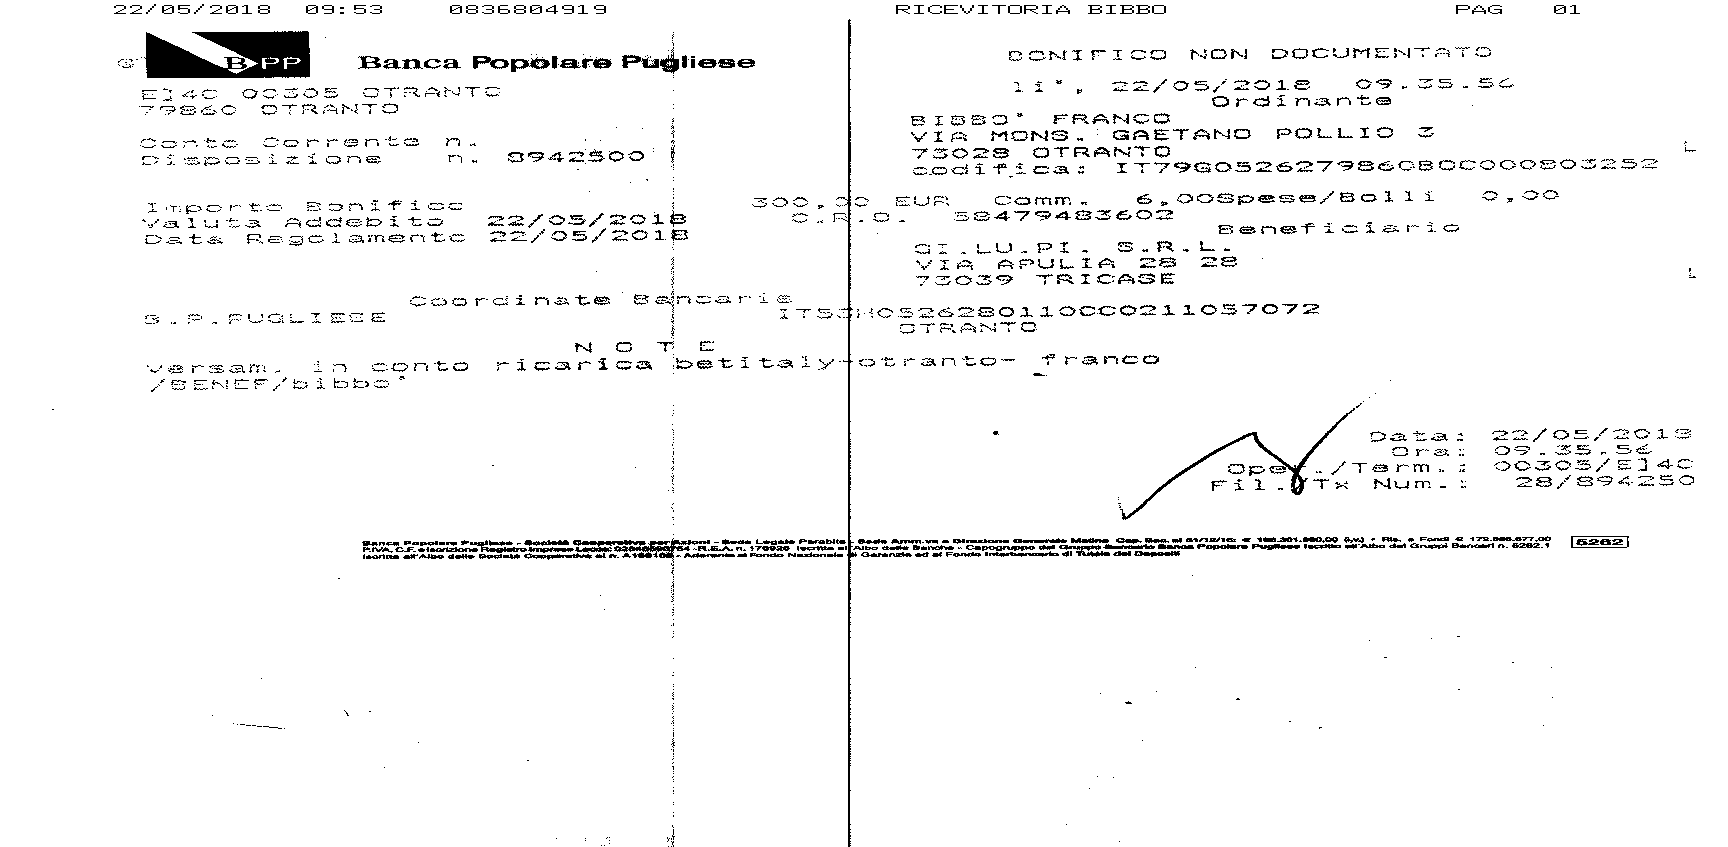 22/05/2018 09:53 0836804919 RICEVITORIA BIBBO PAG 01
BPP Banca Popolare Pugliese
BONIFICO NON DOCUMENTATO
E14C 00305 OTRANTO
79860 OTRANTO
li', 22/05/2018 09.35.56
Ordinante
BIBBO' FRANCO
VIA MONS. GAETANO POLLIO 3
73028 OTRANTO
codifica: IT79G052627986080C000803252
Conto Corrente n.
Disposizione n. 8942500
Importo Bonifico 300,00 EUR Comm. 6,00Spese/Bolli 0,00
Valuta Addebito 22/05/2018 C.R.O. 58479483602
Data Regolamento 22/05/2018
Beneficiario
GI.LU.PI. S.R.L.
VIA APULIA 28 28
73039 TRICASE
Coordinate Bancarie
B.P.PUGLIESE IT53H0526280110CC0211057072
OTRANTO
N O T E
versam. in conto ricarica betitaly-otranto- franco
/BENEF/bibbo'
Data: 22/05/2018
Ora: 09.35.56
Oper./Term.: 00305/E14C
Fil./Tx Num.: 28/894250
Banca Popolare Pugliese - Società Cooperativa per Azioni - Sede Legale Parabita - Sede Amm.va e Direzione Generale Matino
P.IVA, C.F. e Iscrizione Registro Imprese Lecce - Iscritta all'Albo delle Banche - Capogruppo del Gruppo Bancario Banca Popolare Pugliese iscritto all'Albo dei Gruppi Bancari n. 5262.1
Iscritta all'Albo delle Società Cooperative al n. - Aderente al Fondo Nazionale di Garanzia ed al Fondo Interbancario di Tutela dei Depositi
5262